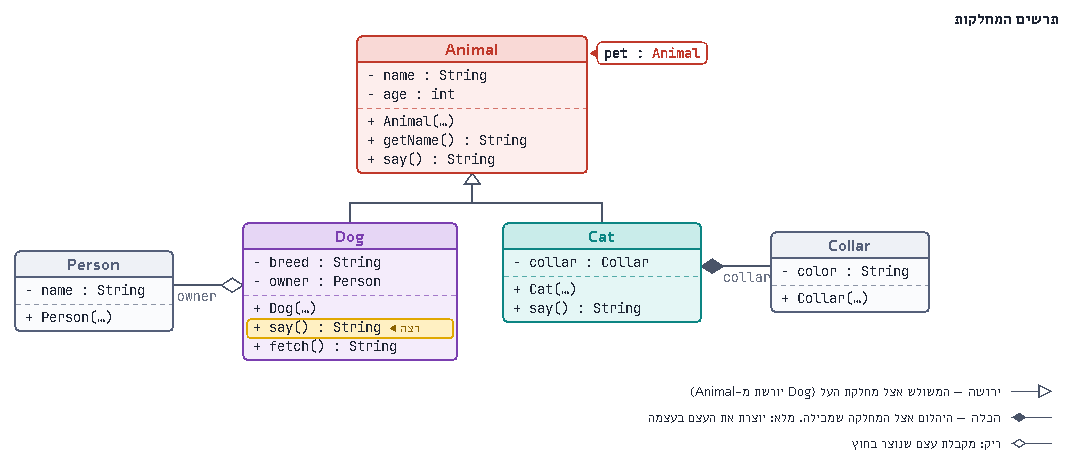 תרשים המחלקות
Animal
pet : Animal
- name : String
- age : int
+ Animal(…)
+ getName() : String
+ say() : String
Person
- name : String
+ Person(…)
owner
Dog
- breed : String
- owner : Person
+ Dog(…)
+ say() : String ◄ רצה
+ fetch() : String
Cat
- collar : Collar
+ Cat(…)
+ say() : String
collar
Collar
- color : String
+ Collar(…)
ירושה – המשולש אצל מחלקת העל (Dog יורשת מ-Animal)
הכלה – היהלום אצל המחלקה שמכילה. מלא: יוצרת את העצם בעצמה
ריק: מקבלת עצם שנוצר בחוץ